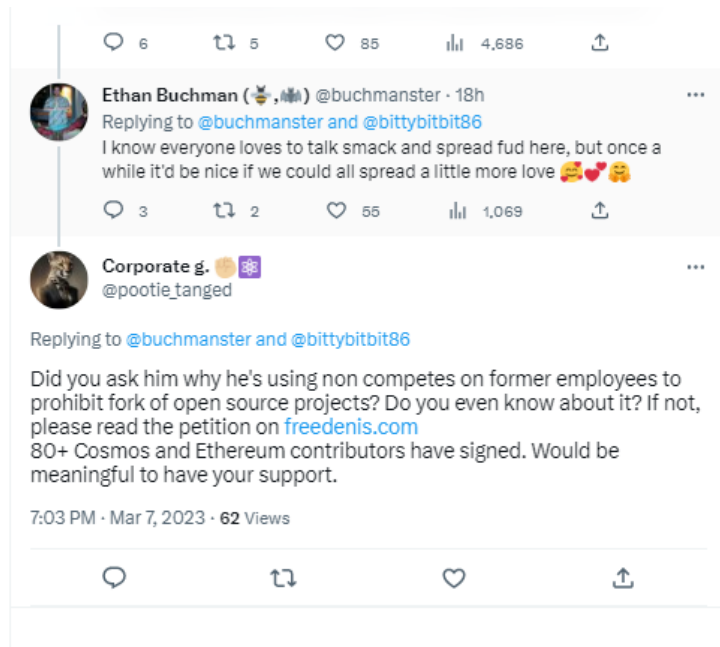 6 5 85 4,686
Ethan Buchman (🐝,🕷) @buchmanster · 18h
Replying to @buchmanster and @bittybitbit86
I know everyone loves to talk smack and spread fud here, but once a
while it'd be nice if we could all spread a little more love 🥰💕🤗
3 2 55 1,069
Corporate g. ✊🏼⚛
@pootie_tanged
Replying to @buchmanster and @bittybitbit86
Did you ask him why he's using non competes on former employees to
prohibit fork of open source projects? Do you even know about it? If not,
please read the petition on freedenis.com
80+ Cosmos and Ethereum contributors have signed. Would be
meaningful to have your support.
7:03 PM · Mar 7, 2023 · 62 Views